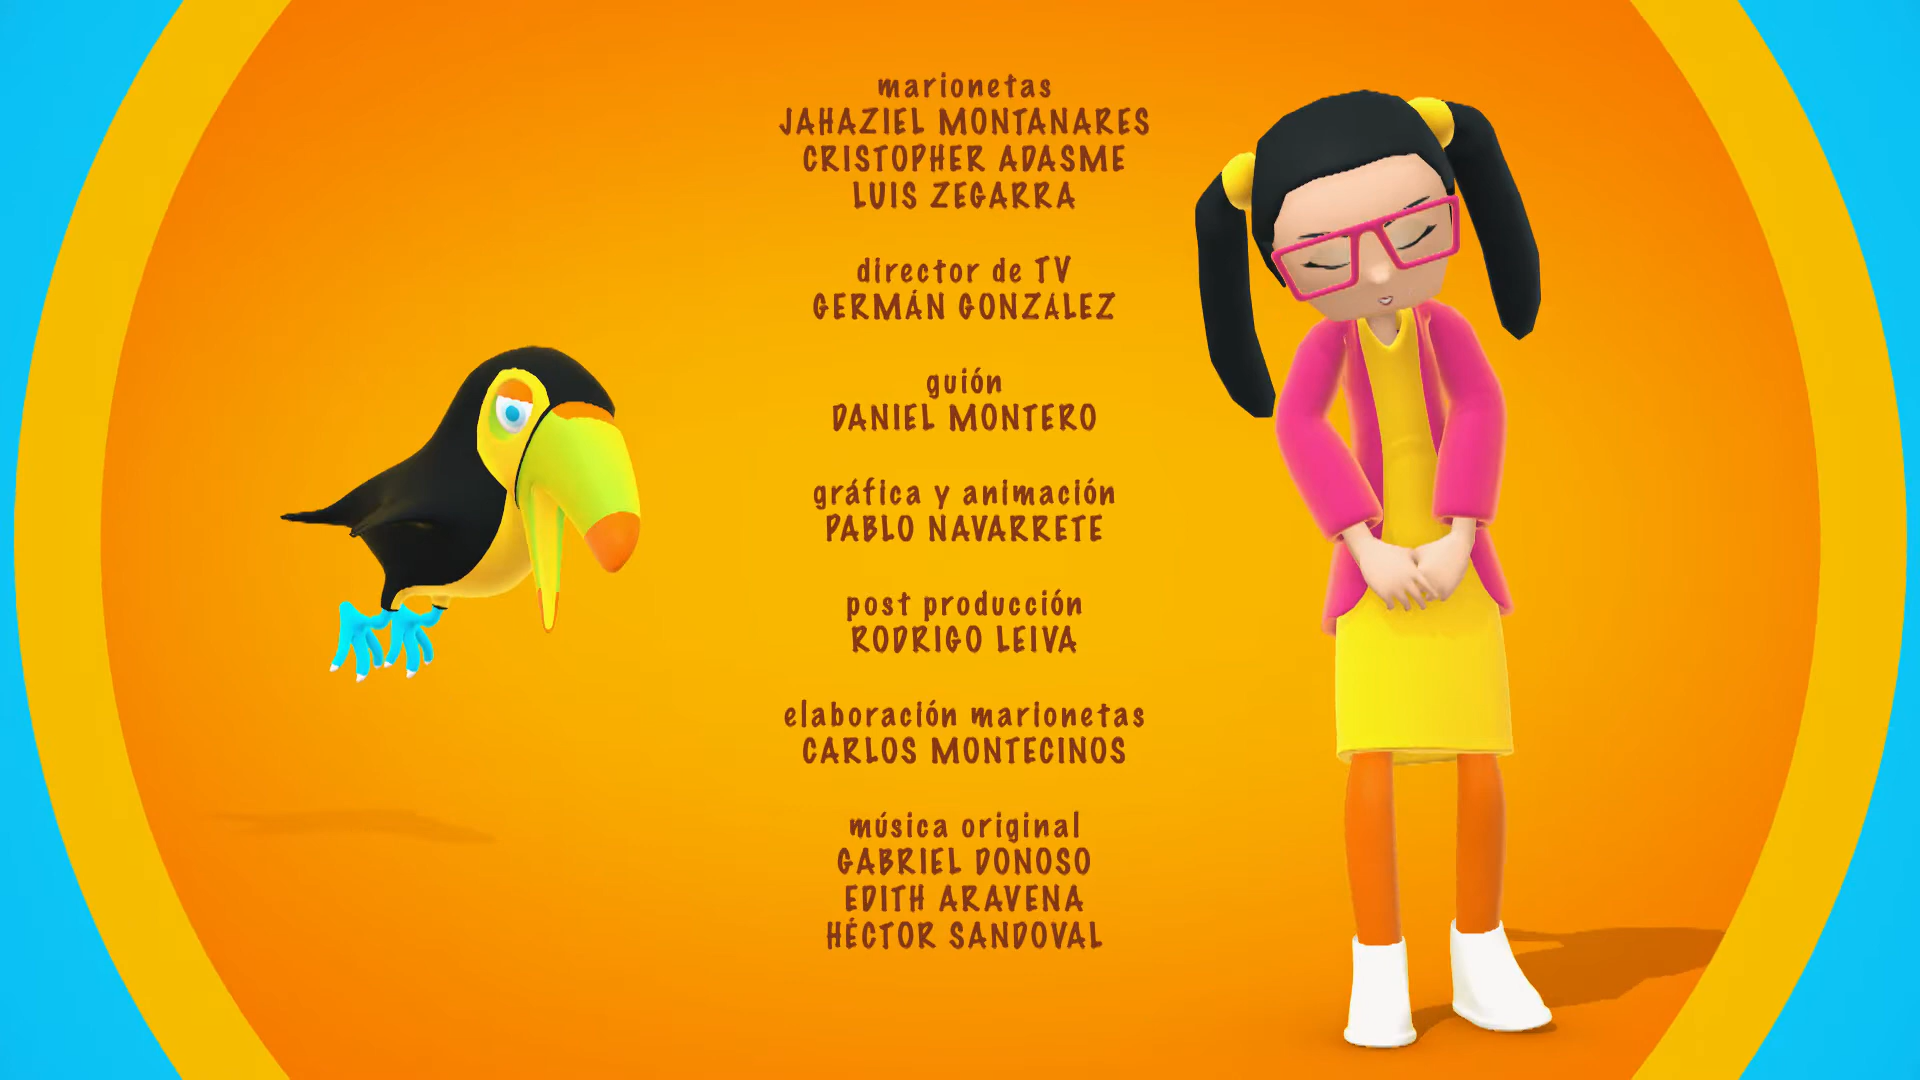 marionetas
JAHAZIEL MONTANARES
CRISTOPHER ADASME
LUIS ZEGARRA
director de TV
GERMÁN GONZÁLEZ
guión
DANIEL MONTERO
gráfica y animación
PABLO NAVARRETE
post producción
RODRIGO LEIVA
elaboración marionetas
CARLOS MONTECINOS
música original
GABRIEL DONOSO
EDITH ARAVENA
HÉCTOR SANDOVAL